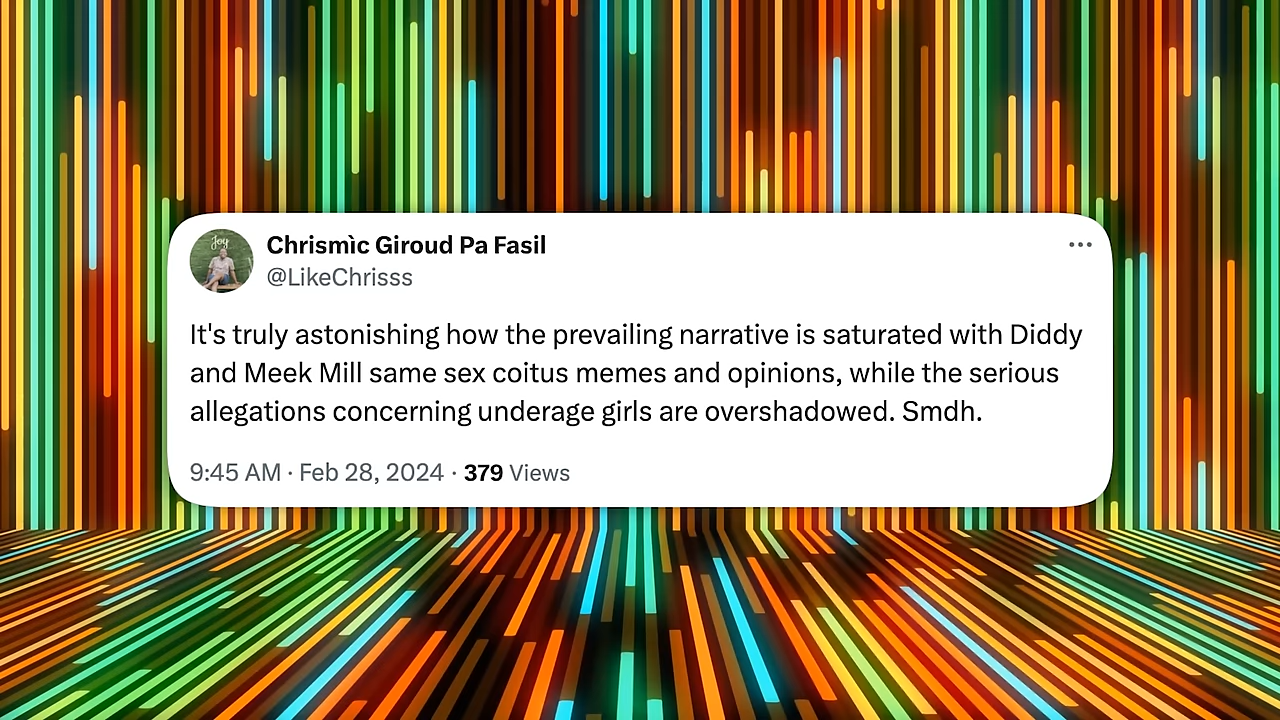 Joy
Chrismìc Giroud Pa Fasil
@LikeChrisss
It's truly astonishing how the prevailing narrative is saturated with Diddy
and Meek Mill same sex coitus memes and opinions, while the serious
allegations concerning underage girls are overshadowed. Smdh.
9:45 AM · Feb 28, 2024 · 379 Views